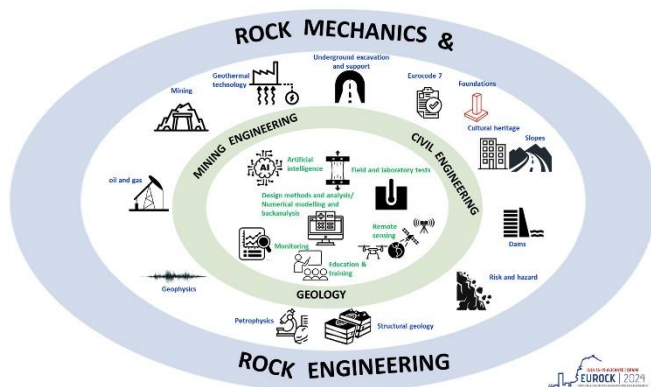 ROCK MECHANICS &
Underground excavation
and support
Geothermal
technology
Eurocode 7
Foundations
Mining
Cultural heritage
Slopes
MINING ENGINEERING
CIVIL ENGINEERING
AI
Artificial
intelligence
Field and laboratory tests
oil and gas
Design methods and analysis/
Numerical modelling and
backanalysis
Remote
sensing
Monitoring
Dams
Education &
training
Geophysics
Risk and hazard
GEOLOGY
Petrophysics
Structural geology
ROCK ENGINEERING
EUROCK | 2024